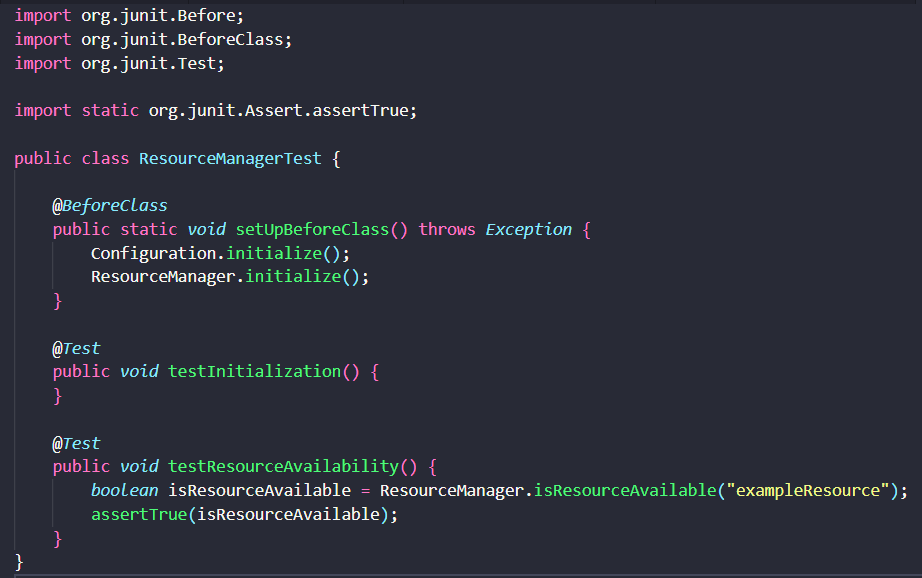 import org.junit.Before;
import org.junit.BeforeClass;
import org.junit.Test;
import static org.junit.Assert.assertTrue;
public class ResourceManagerTest {
@BeforeClass
public static void setUpBeforeClass() throws Exception {
Configuration.initialize();
ResourceManager.initialize();
}
@Test
public void testInitialization() {
}
@Test
public void testResourceAvailability() {
boolean isResourceAvailable = ResourceManager.isResourceAvailable("exampleResource");
assertTrue(isResourceAvailable);
}
}